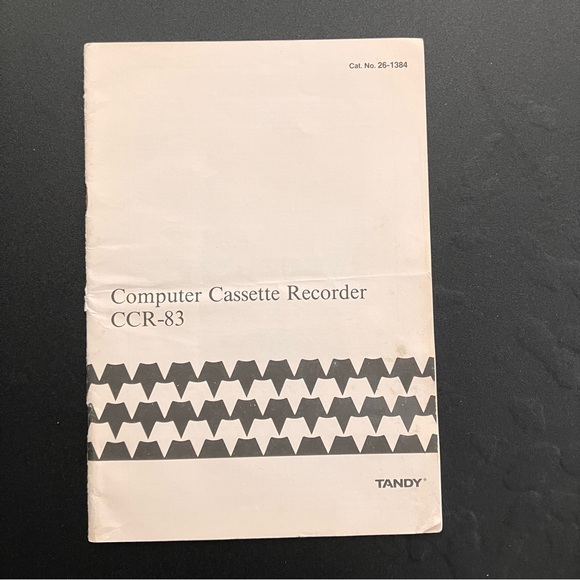 Cat. No. 26-1384
Computer Cassette Recorder
CCR-83
TANDY®